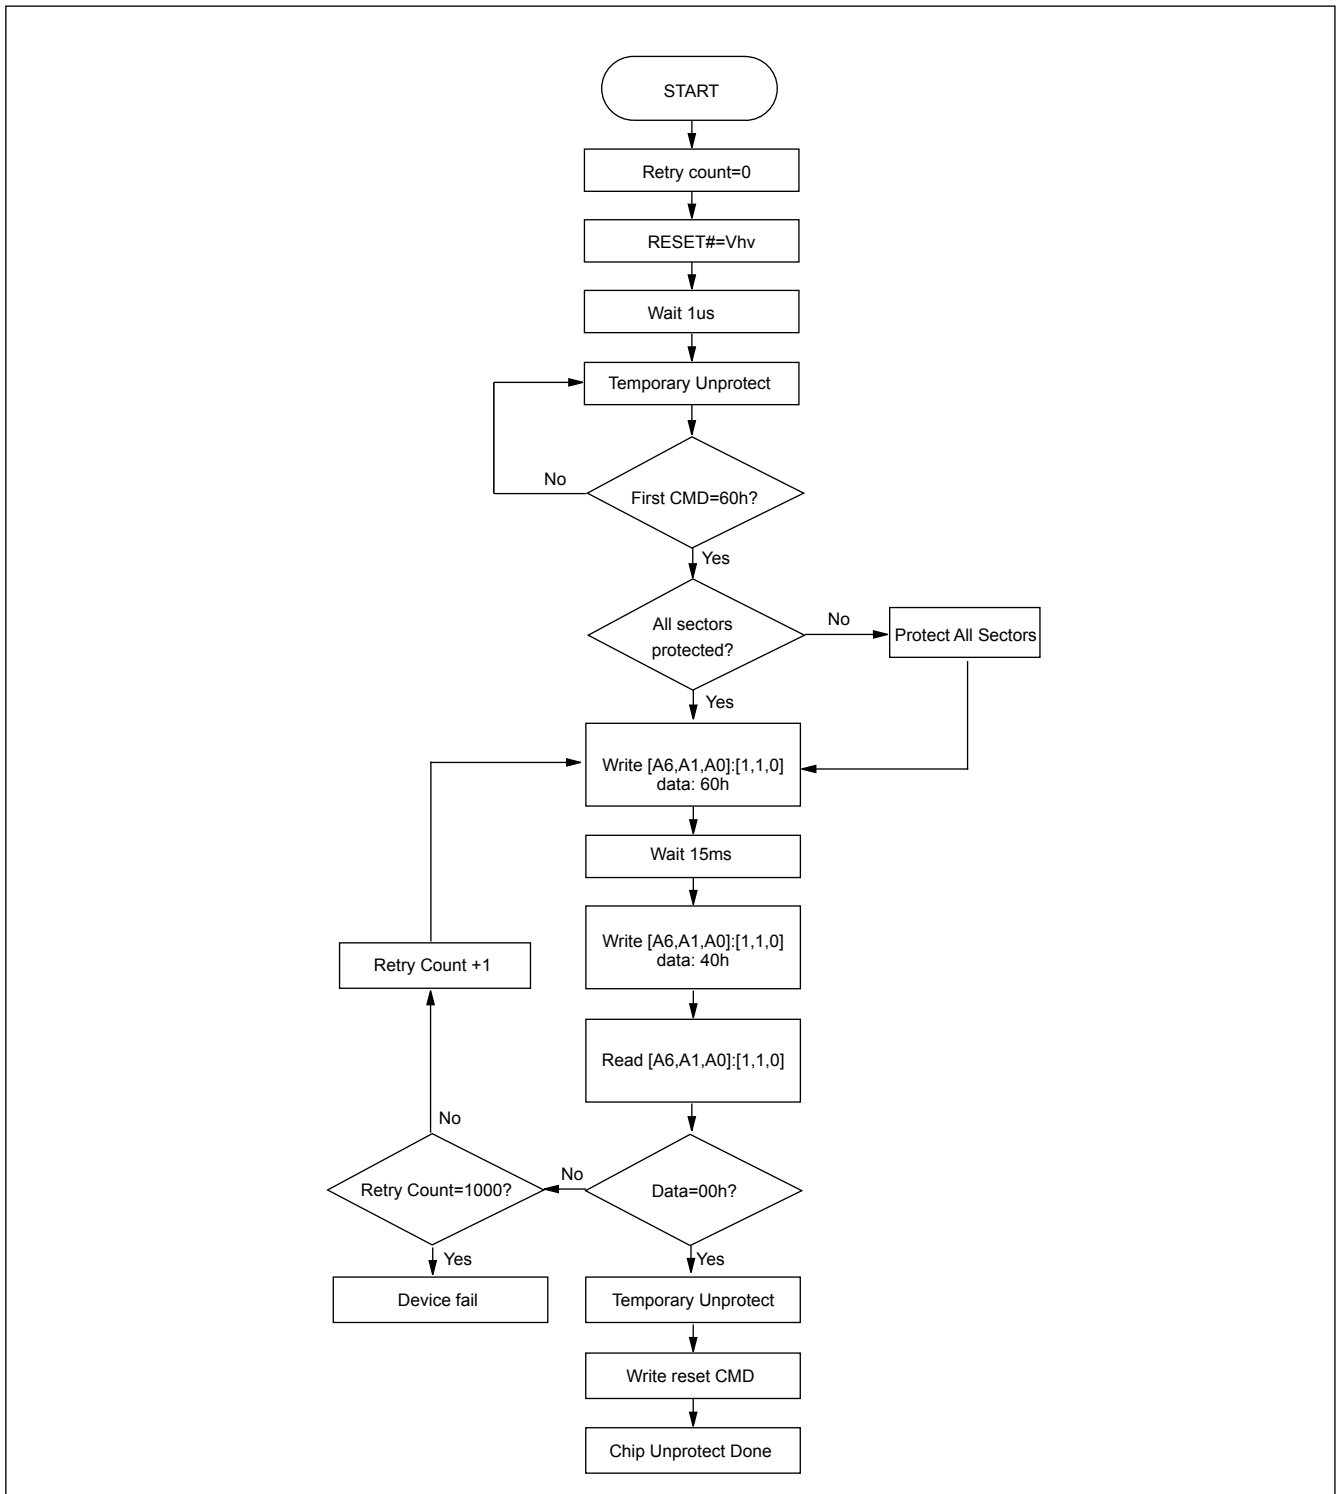 START
Retry count=0
RESET#=Vhv
Wait 1us
Temporary Unprotect
No
First CMD=60h?
Yes
All sectors
protected?
No
Protect All Sectors
Yes
Write [A6,A1,A0]:[1,1,0]
data: 60h
Wait 15ms
Write [A6,A1,A0]:[1,1,0]
data: 40h
Retry Count +1
Read [A6,A1,A0]:[1,1,0]
No
Retry Count=1000?
No
Data=00h?
Yes
Yes
Device fail
Temporary Unprotect
Write reset CMD
Chip Unprotect Done